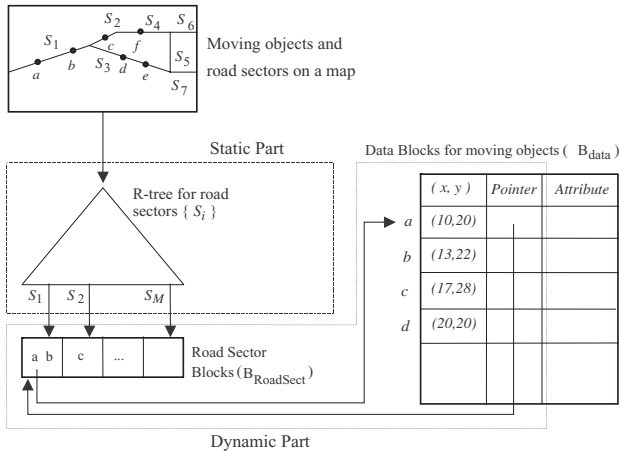 S2 S4 S6
S1
c f
a b S3 d e S5
S7
Moving objects and
road sectors on a map
Static Part
R-tree for road
sectors { Si }
S1 S2 SM
Data Blocks for moving objects ( Bdata )
(x, y) Pointer Attribute
a (10,20)
b (13,22)
c (17,28)
d (20,20)
a b c ...
Road Sector
Blocks (BRoadSect)
Dynamic Part